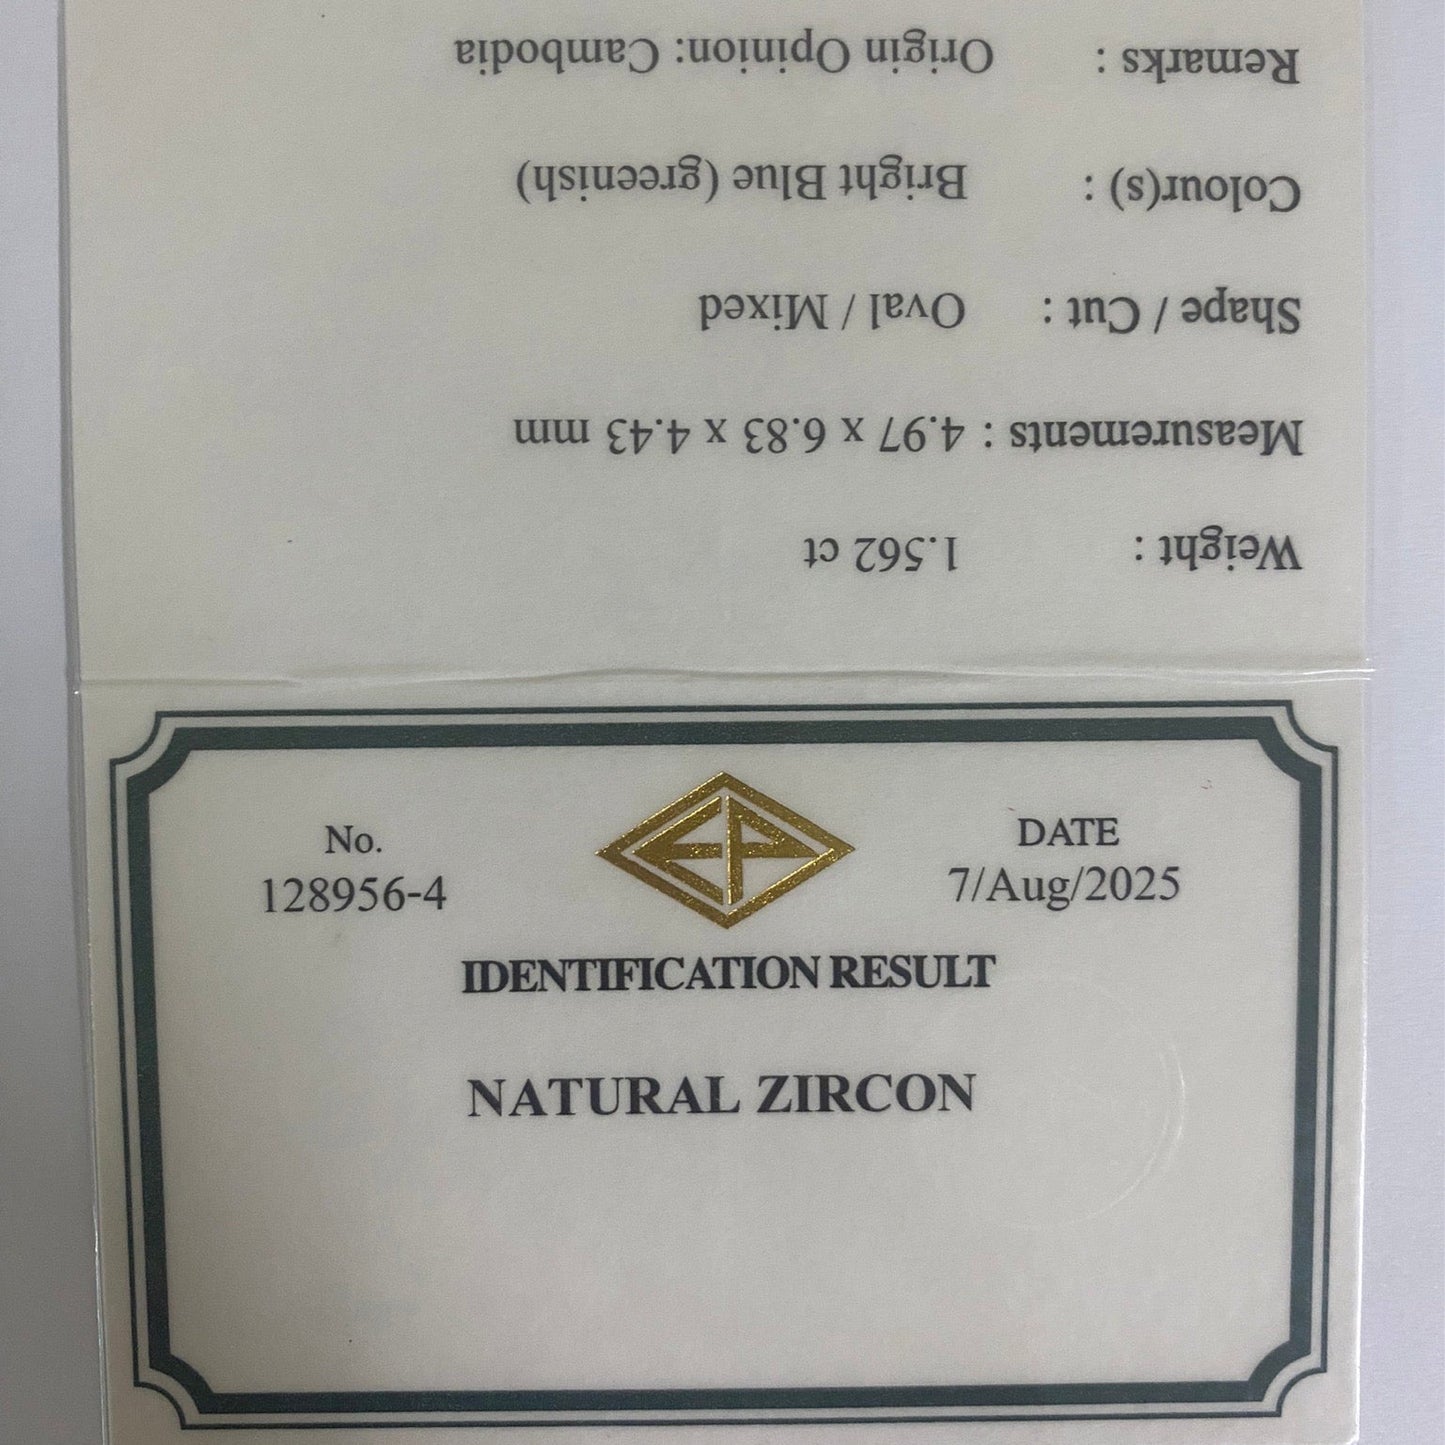 Weight : 1.562 ct
Measurements : 4.97 x 6.83 x 4.43 mm
Shape / Cut : Oval / Mixed
Colour(s) : Bright Blue (greenish)
Remarks : Origin Opinion: Cambodia
No.
128956-4
EP
DATE
7/Aug/2025
IDENTIFICATION RESULT
NATURAL ZIRCON